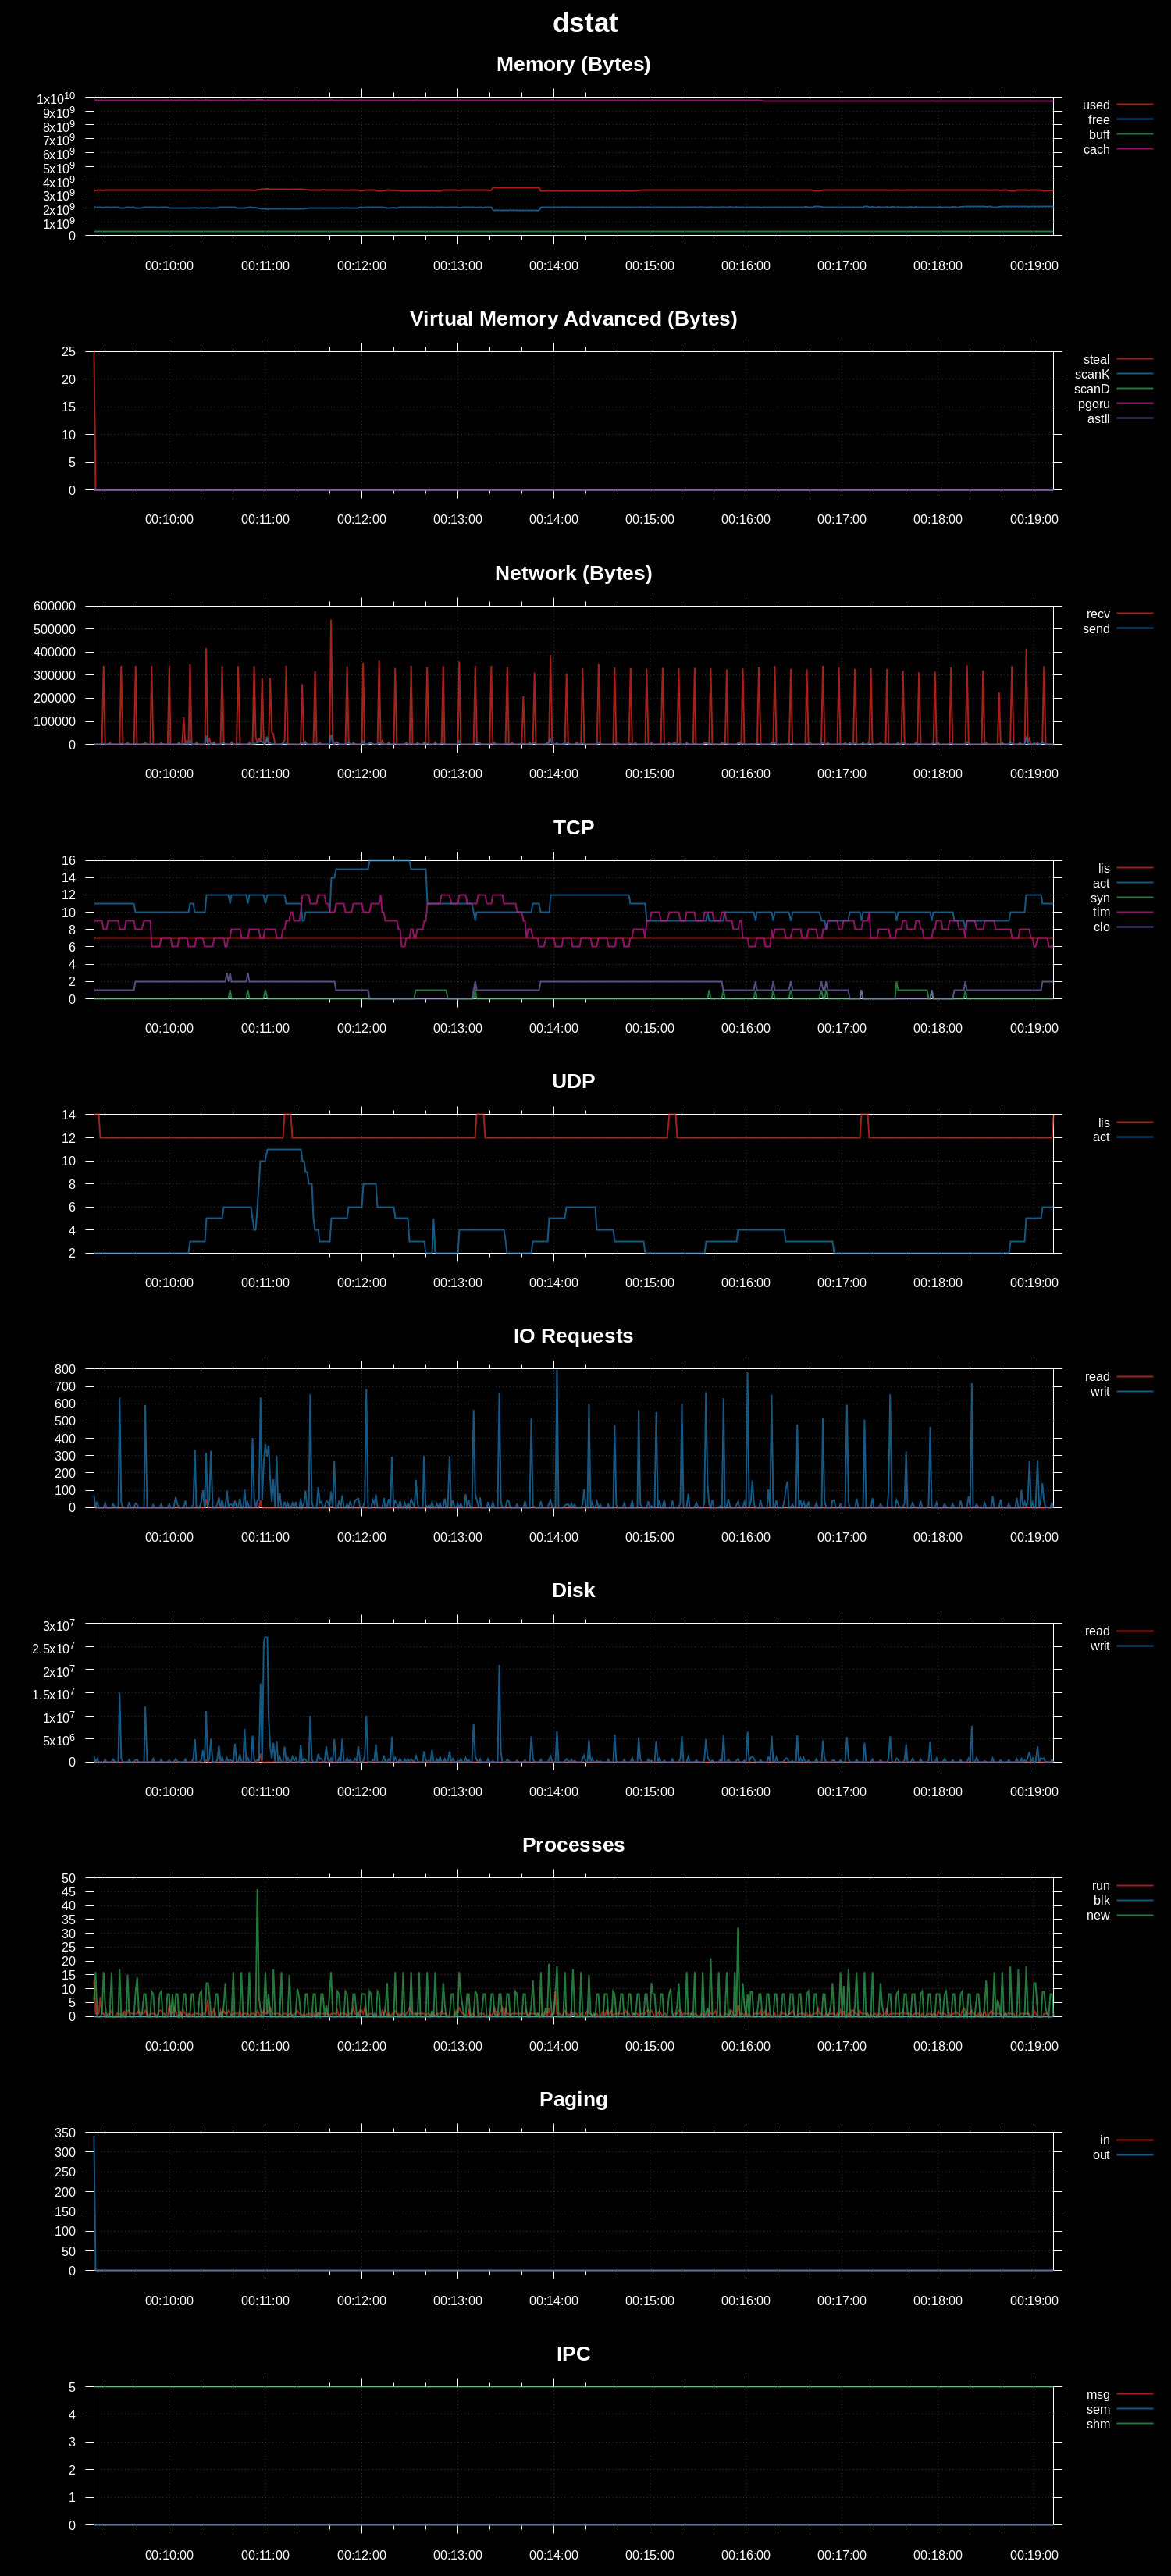 dstat
Memory (Bytes)
1x10^10
9x10^9
8x10^9
7x10^9
6x10^9
5x10^9
4x10^9
3x10^9
2x10^9
1x10^9
0
used
free
buff
cach
00:10:00 00:11:00 00:12:00 00:13:00 00:14:00 00:15:00 00:16:00 00:17:00 00:18:00 00:19:00
Virtual Memory Advanced (Bytes)
25
20
15
10
5
0
steal
scanK
scanD
pgoru
astll
00:10:00 00:11:00 00:12:00 00:13:00 00:14:00 00:15:00 00:16:00 00:17:00 00:18:00 00:19:00
Network (Bytes)
600000
500000
400000
300000
200000
100000
0
recv
send
00:10:00 00:11:00 00:12:00 00:13:00 00:14:00 00:15:00 00:16:00 00:17:00 00:18:00 00:19:00
TCP
16
14
12
10
8
6
4
2
0
lis
act
syn
tim
clo
00:10:00 00:11:00 00:12:00 00:13:00 00:14:00 00:15:00 00:16:00 00:17:00 00:18:00 00:19:00
UDP
14
12
10
8
6
4
2
lis
act
00:10:00 00:11:00 00:12:00 00:13:00 00:14:00 00:15:00 00:16:00 00:17:00 00:18:00 00:19:00
IO Requests
800
700
600
500
400
300
200
100
0
read
writ
00:10:00 00:11:00 00:12:00 00:13:00 00:14:00 00:15:00 00:16:00 00:17:00 00:18:00 00:19:00
Disk
3x10^7
2.5x10^7
2x10^7
1.5x10^7
1x10^7
5x10^6
0
read
writ
00:10:00 00:11:00 00:12:00 00:13:00 00:14:00 00:15:00 00:16:00 00:17:00 00:18:00 00:19:00
Processes
50
45
40
35
30
25
20
15
10
5
0
run
blk
new
00:10:00 00:11:00 00:12:00 00:13:00 00:14:00 00:15:00 00:16:00 00:17:00 00:18:00 00:19:00
Paging
350
300
250
200
150
100
50
0
in
out
00:10:00 00:11:00 00:12:00 00:13:00 00:14:00 00:15:00 00:16:00 00:17:00 00:18:00 00:19:00
IPC
5
4
3
2
1
0
msg
sem
shm
00:10:00 00:11:00 00:12:00 00:13:00 00:14:00 00:15:00 00:16:00 00:17:00 00:18:00 00:19:00